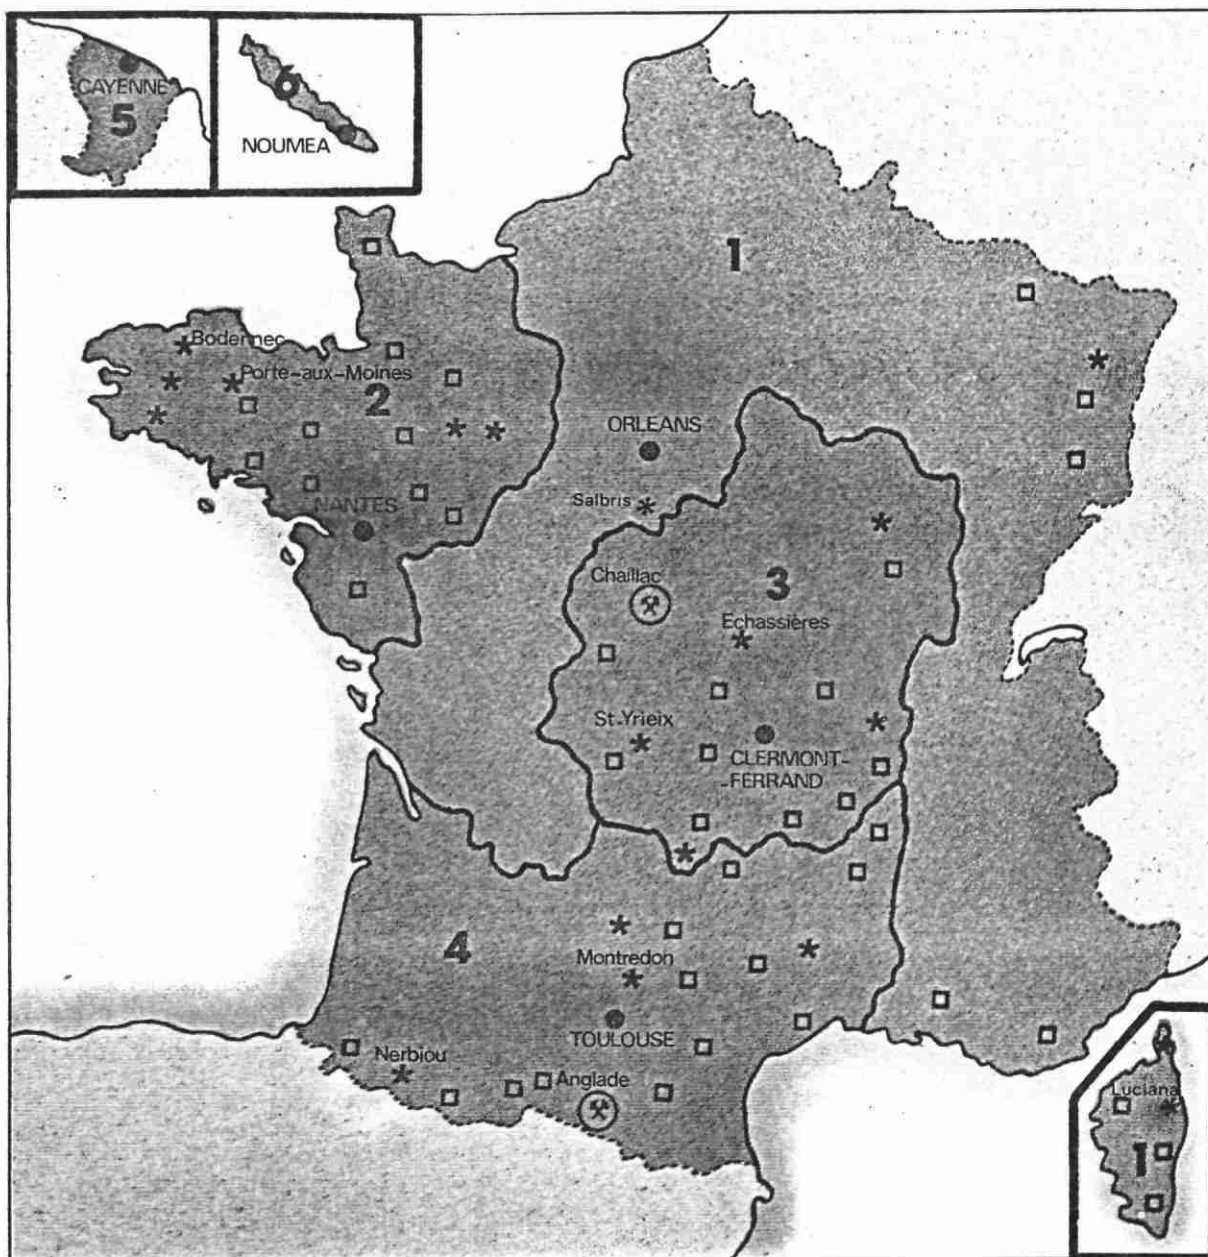 CAYENNE
5
6
NOUMEA
1
Bodennec
Porte-aux-Moines
2
ORLEANS
Salbris
NANTES
Chaillac
3
Echassières
St-Yrieix
CLERMONT-
-FERRAND
4
Montredon
TOULOUSE
Nerbiou
Anglade
Luciana
1